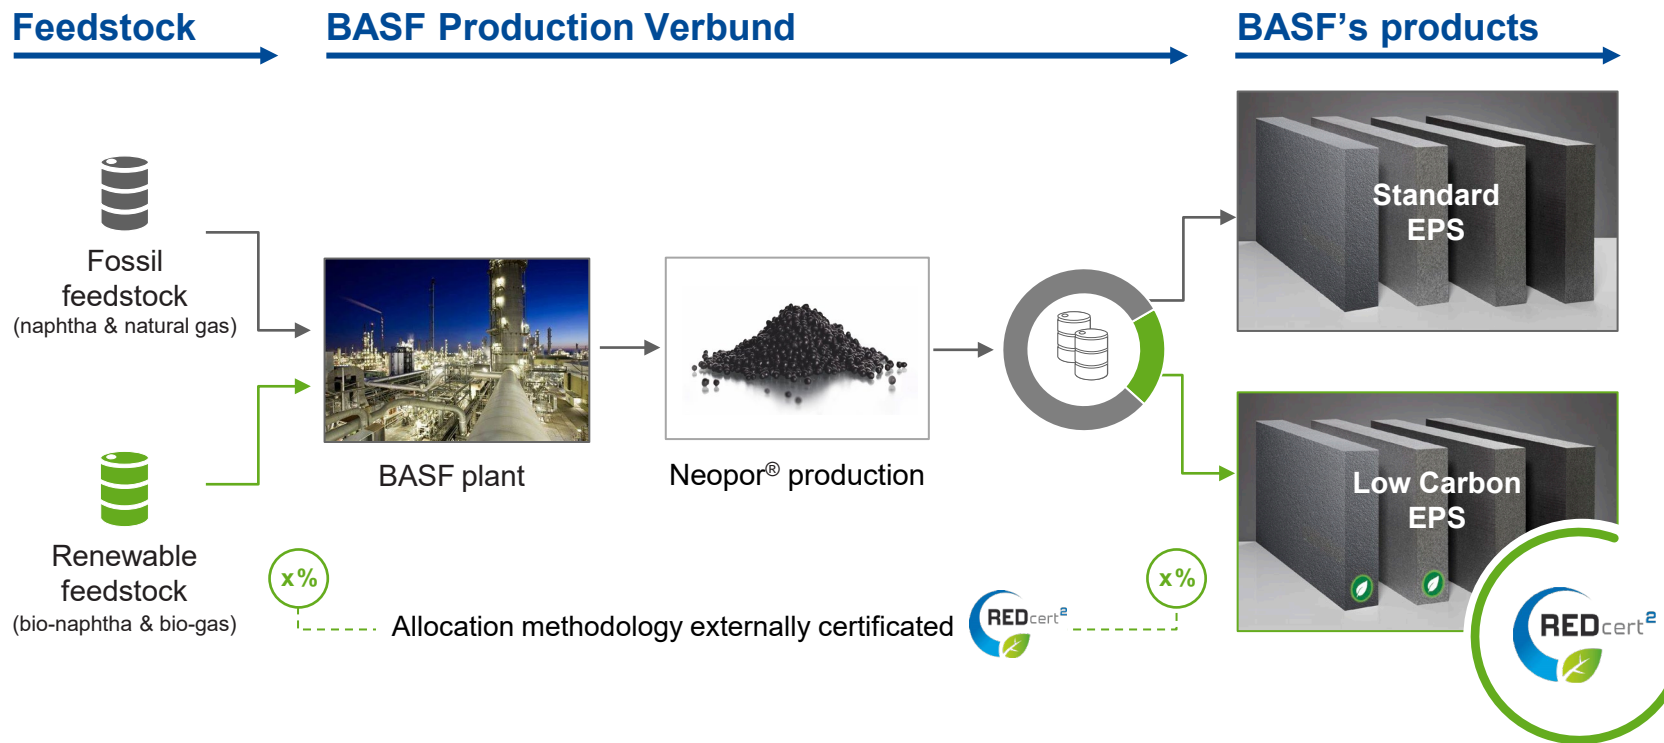 Feedstock
BASF Production Verbund
BASF’s products
Fossil
feedstock
(naphtha & natural gas)
Renewable
feedstock
(bio-naphtha & bio-gas)
BASF plant
Neopor® production
Standard
EPS
Low Carbon
EPS
x%
Allocation methodology externally certificated
REDcert²
x%
REDcert²